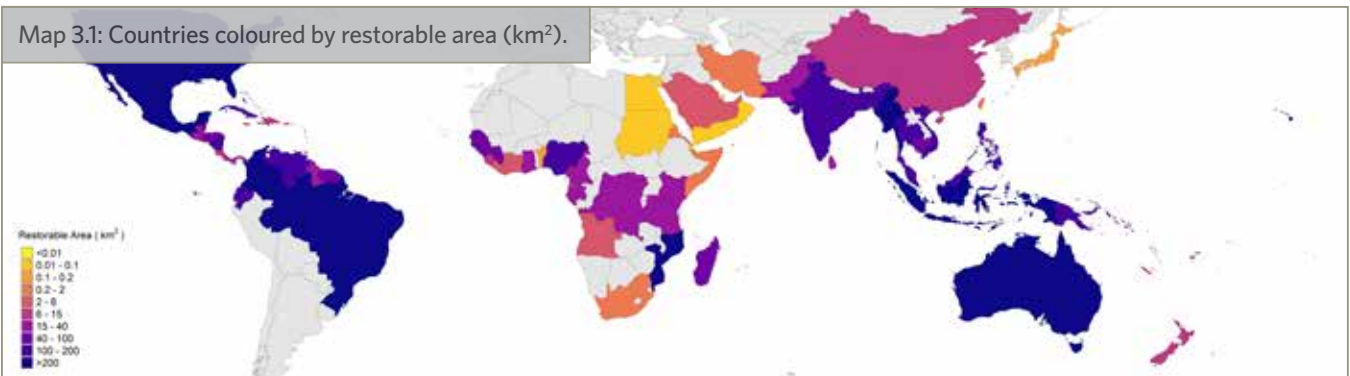 Map 3.1: Countries coloured by restorable area (km²).
Restorable Area ( km² )
<0.01
0.01 - 0.1
0.1 - 0.2
0.2 - 2
2 - 6
6 - 15
15 - 40
40 - 100
100 - 200
>200